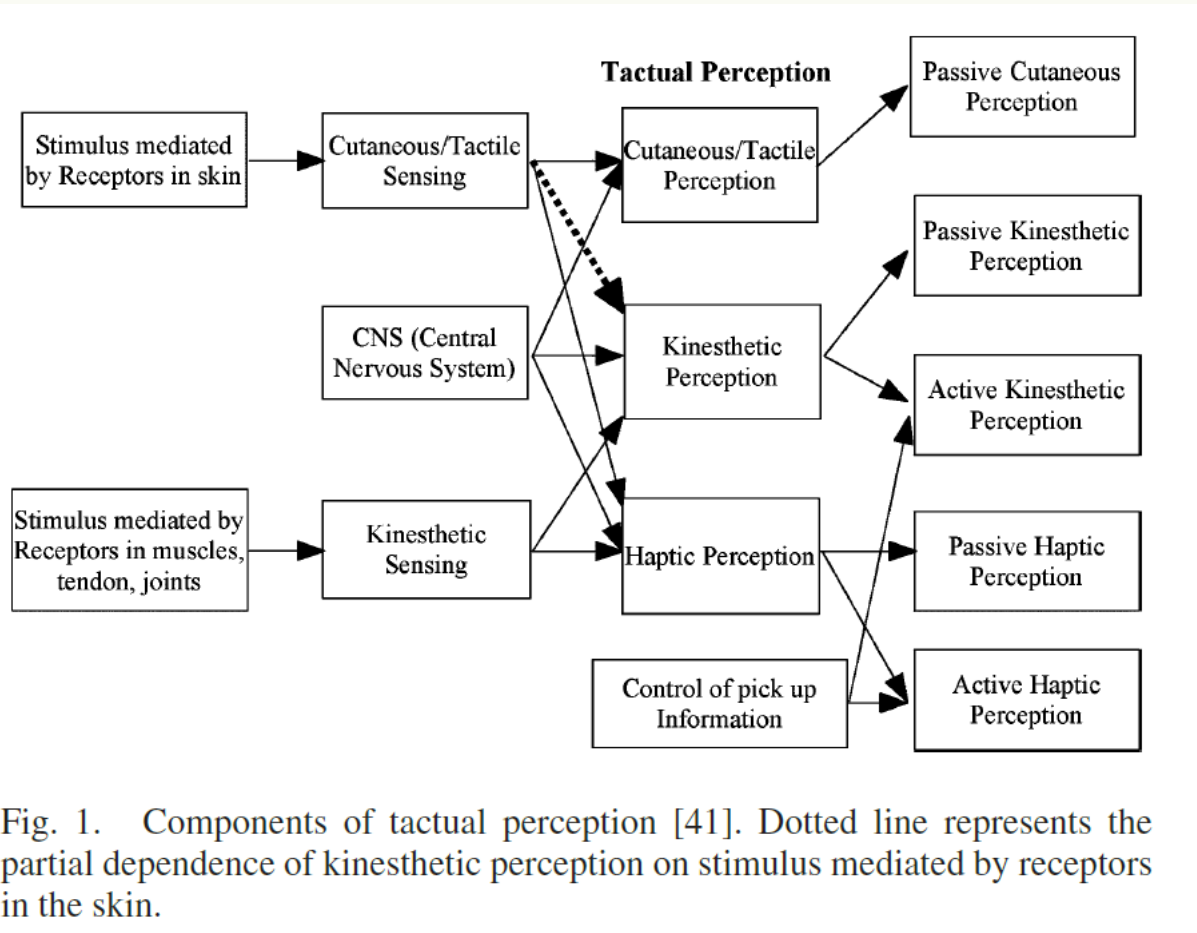 Tactual Perception
Stimulus mediated
by Receptors in skin
Cutaneous/Tactile
Sensing
Cutaneous/Tactile
Perception
Passive Cutaneous
Perception
Passive Kinesthetic
Perception
CNS (Central
Nervous System)
Kinesthetic
Perception
Active Kinesthetic
Perception
Stimulus mediated by
Receptors in muscles,
tendon, joints
Kinesthetic
Sensing
Haptic Perception
Passive Haptic
Perception
Control of pick up
Information
Active Haptic
Perception
Fig. 1. Components of tactual perception [41]. Dotted line represents the
partial dependence of kinesthetic perception on stimulus mediated by receptors
in the skin.